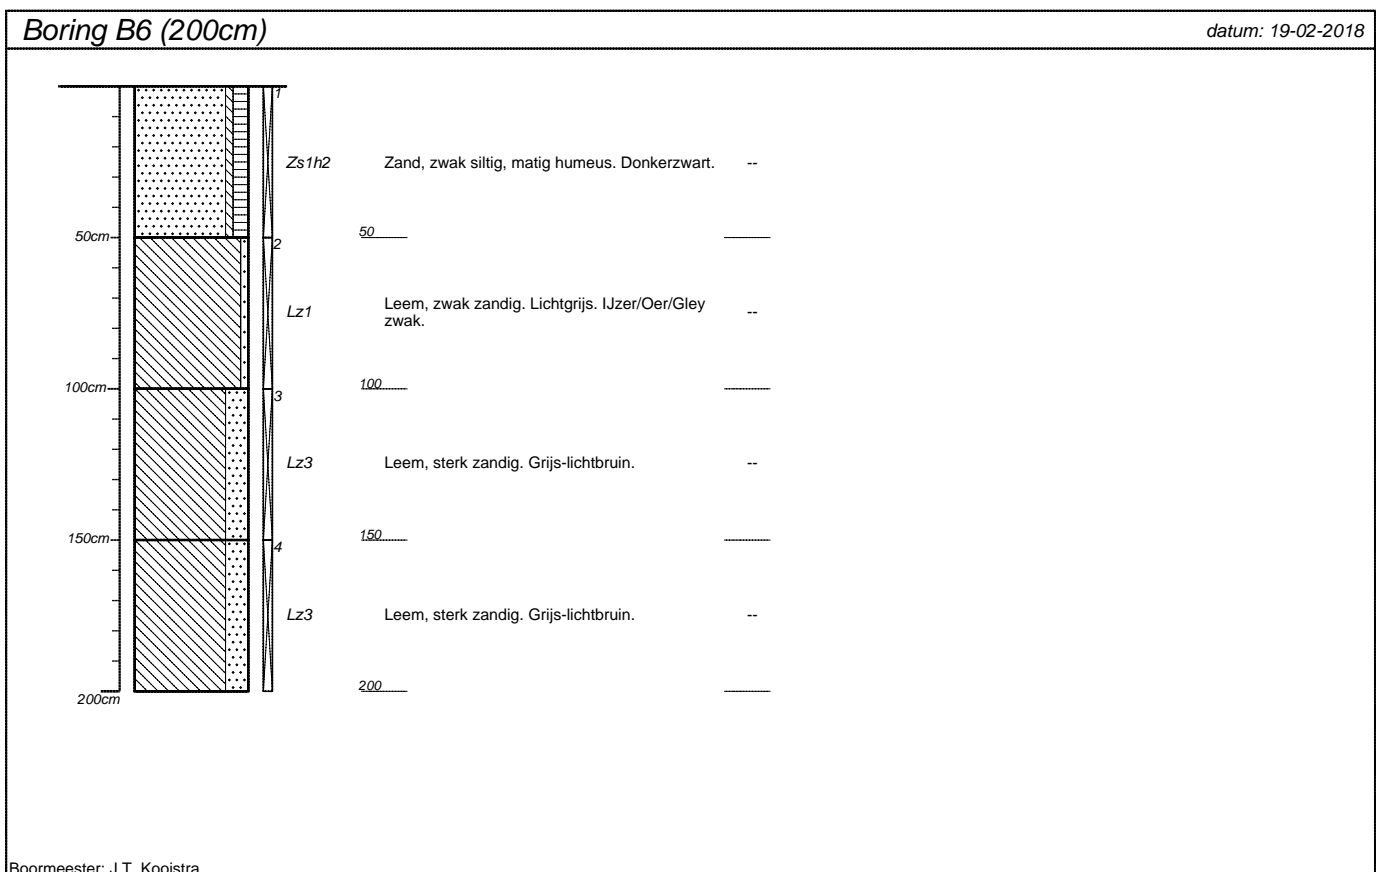 Boring B6 (200cm)
datum: 19-02-2018
1
Zs1h2 Zand, zwak siltig, matig humeus. Donkerzwart. --
50cm 2 50
Lz1 Leem, zwak zandig. Lichtgrijs. IJzer/Oer/Gley
zwak. --
100cm 3 100
Lz3 Leem, sterk zandig. Grijs-lichtbruin. --
150cm 4 150
Lz3 Leem, sterk zandig. Grijs-lichtbruin. --
200cm 200
Boormeester: J.T. Kooistra